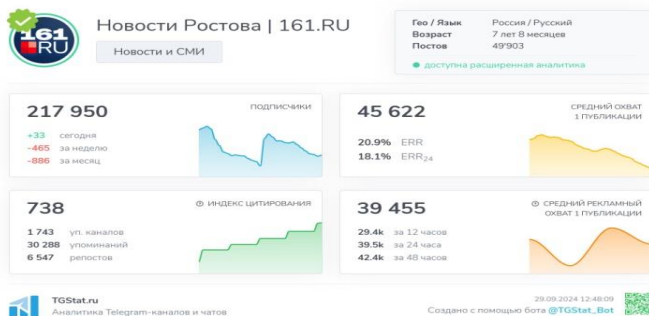 161
RU
Новости Ростова | 161.RU
Новости и СМИ
Гео / Язык Россия / Русский
Возраст 7 лет 8 месяцев
Постов 49'903
доступна расширенная аналитика
217 950
ПОДПИСЧИКИ
+33 сегодня
-465 за неделю
-886 за месяц
45 622
СРЕДНИЙ ОХВАТ
1 ПУБЛИКАЦИИ
20.9% ERR
18.1% ERR24
738
ИНДЕКС ЦИТИРОВАНИЯ
1 743 уп. каналов
30 288 упоминаний
6 547 репостов
39 455
СРЕДНИЙ РЕКЛАМНЫЙ
ОХВАТ 1 ПУБЛИКАЦИИ
29.4k за 12 часов
39.5k за 24 часа
42.4k за 48 часов
TGStat.ru
Аналитика Telegram-каналов и чатов
29.09.2024 12:48:09
Создано с помощью бота @TGStat_Bot